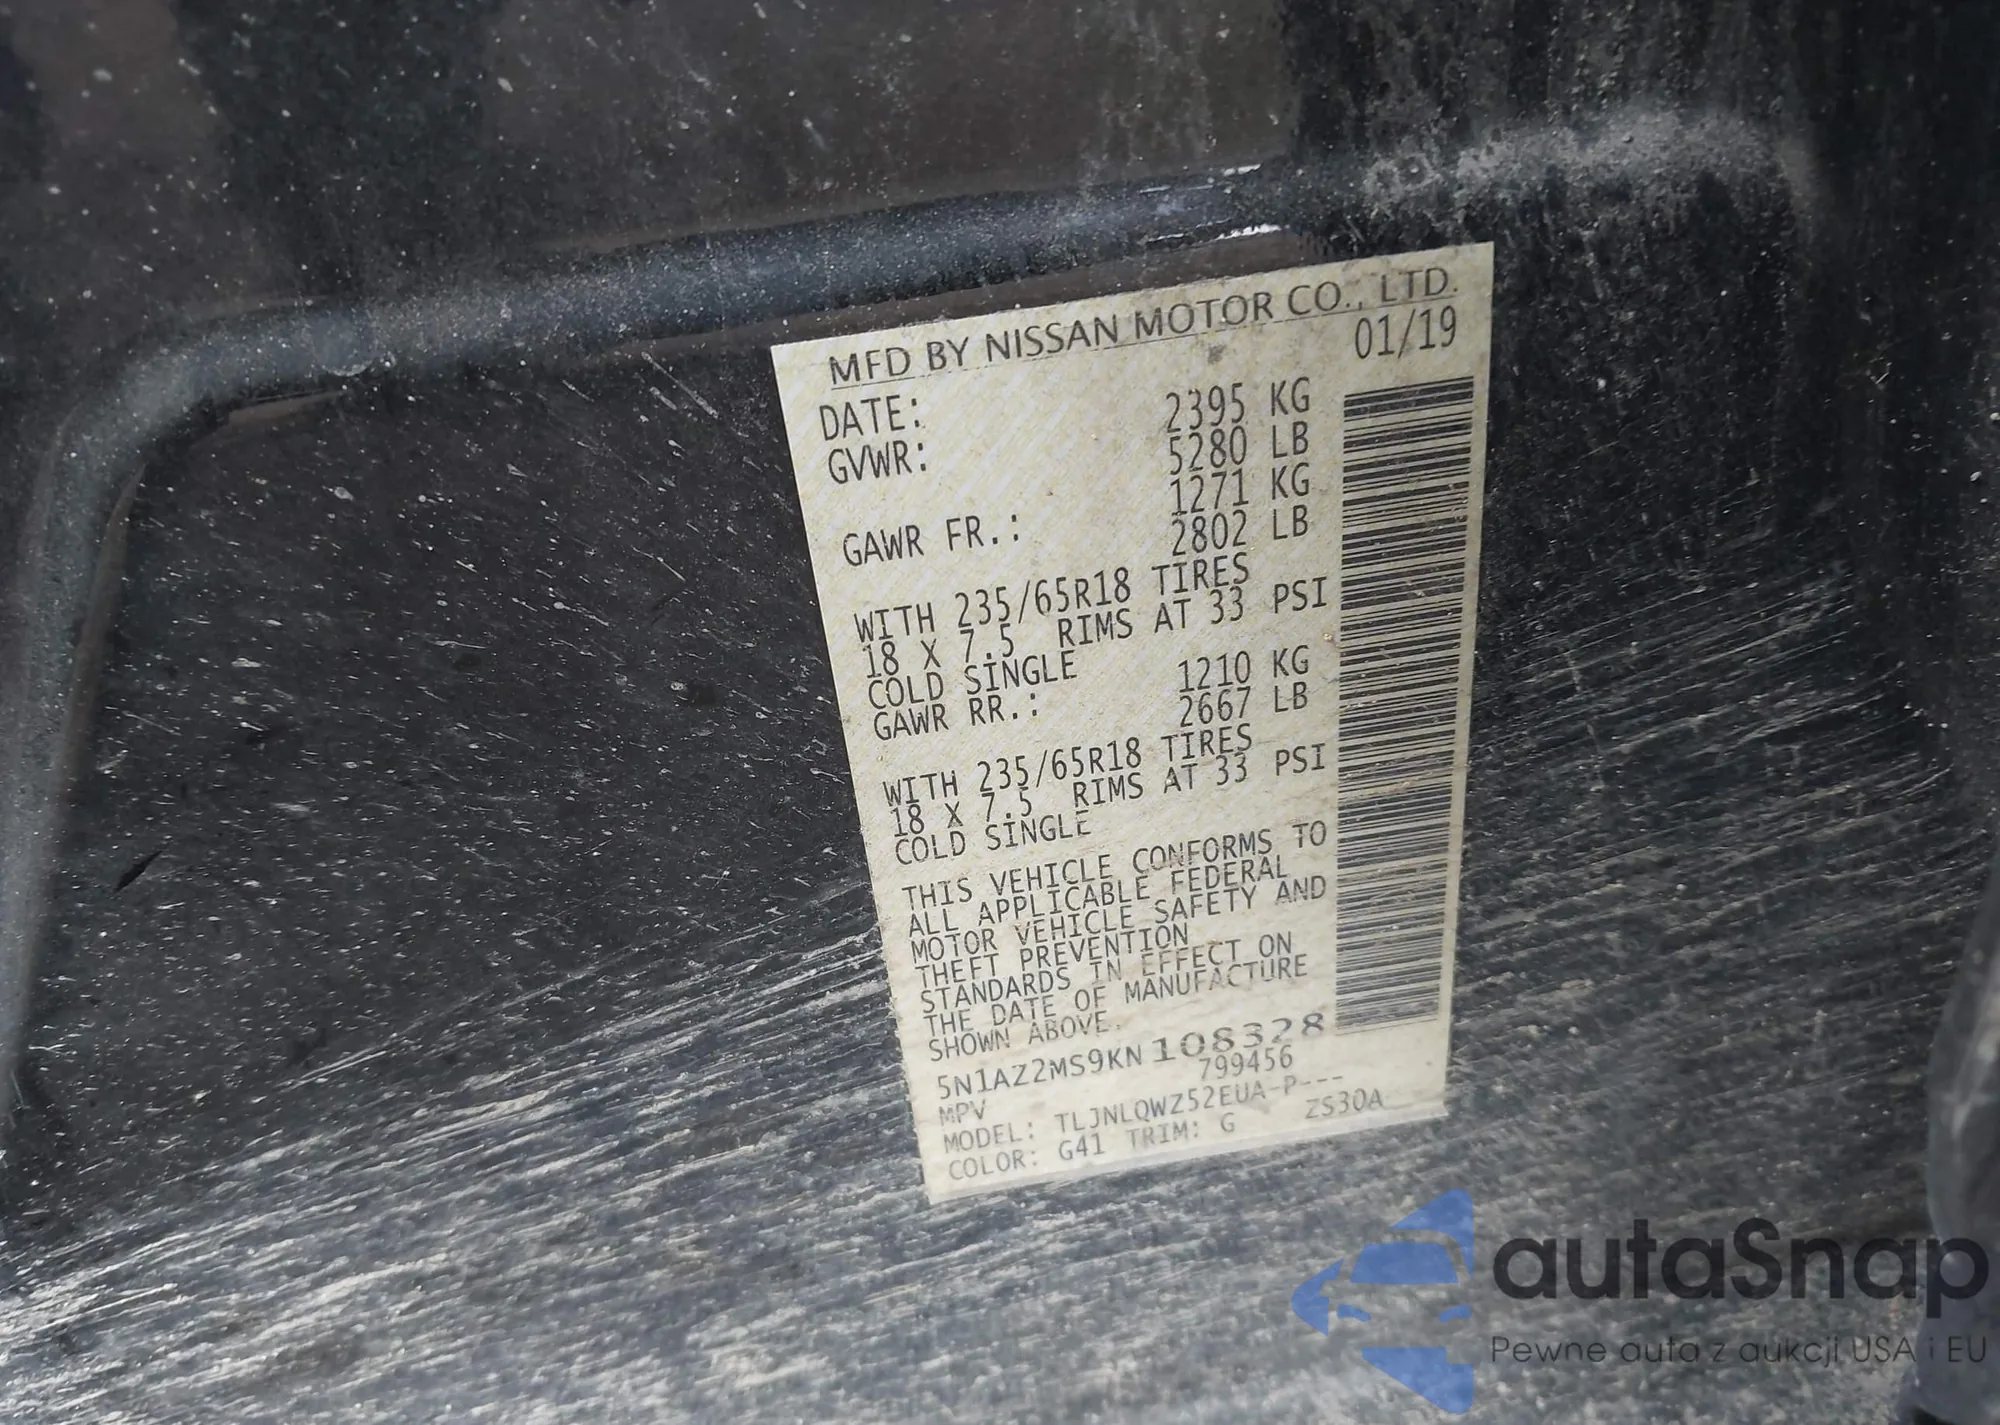 MFD BY NISSAN MOTOR CO., LTD.
DATE: 01/19
GVWR: 2395 KG
5280 LB
GAWR FR.: 1271 KG
2802 LB
WITH 235/65R18 TIRES
18 X 7.5 RIMS AT 33 PSI
COLD SINGLE
GAWR RR.: 1210 KG
2667 LB
WITH 235/65R18 TIRES
18 X 7.5 RIMS AT 33 PSI
COLD SINGLE
THIS VEHICLE CONFORMS TO
ALL APPLICABLE FEDERAL
MOTOR VEHICLE SAFETY AND
THEFT PREVENTION
STANDARDS IN EFFECT ON
THE DATE OF MANUFACTURE
SHOWN ABOVE.
5N1AZ2MS9KN108328
MPV 799456
MODEL: TLJNLQWZ52EUA-P---
COLOR: G41 TRIM: G ZS30A
autaSnap
Pewne auta z aukcji USA i EU